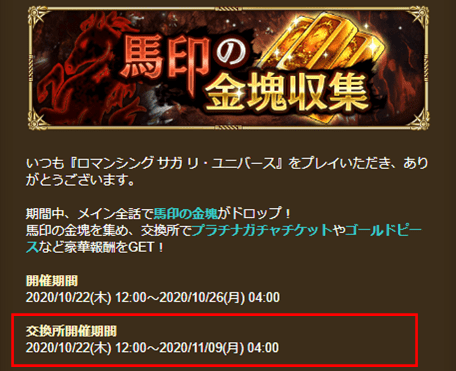 馬印の
金塊収集
いつも『ロマンシング サガ リ・ユニバース』をプレイいただき、あり
がとうございます。
期間中、メイン全話で馬印の金塊がドロップ！
馬印の金塊を集め、交換所でプラチナガチャチケットやゴールドピー
スなど豪華報酬をGET！
開催期間
2020/10/22(木) 12:00～2020/10/26(月) 04:00
交換所開催期間
2020/10/22(木) 12:00～2020/11/09(月) 04:00